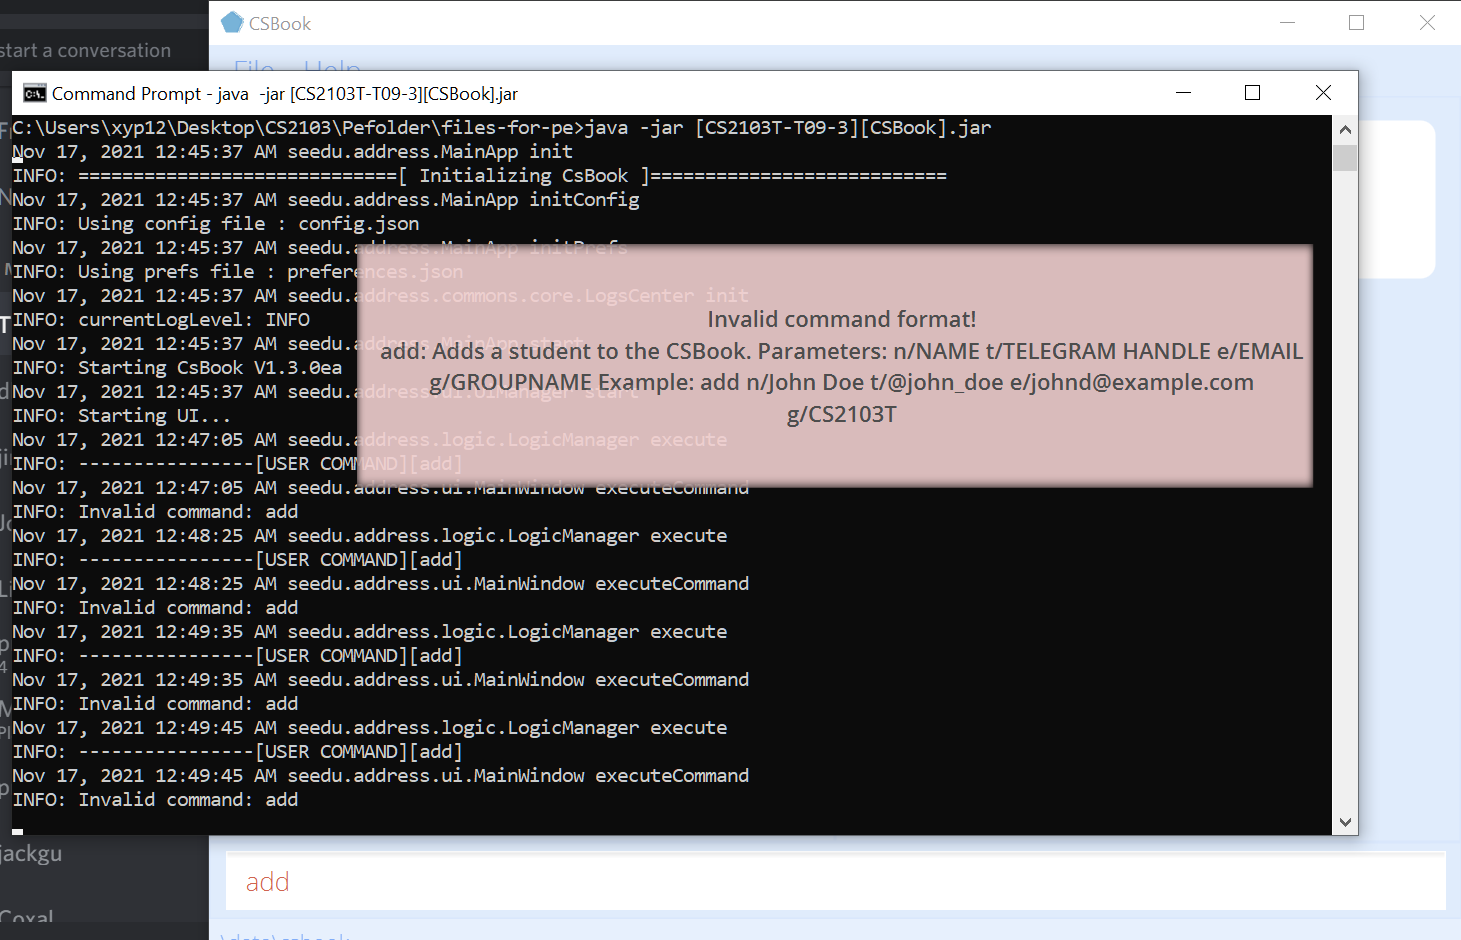 start a conversation
CSBook
File Help
Command Prompt - java -jar [CS2103T-T09-3][CSBook].jar
C:\Users\xyp12\Desktop\CS2103\Pefolder\files-for-pe>java -jar [CS2103T-T09-3][CSBook].jar
Nov 17, 2021 12:45:37 AM seedu.address.MainApp init
INFO: =============================[ Initializing CsBook ]===========================
Nov 17, 2021 12:45:37 AM seedu.address.MainApp initConfig
INFO: Using config file : config.json
Nov 17, 2021 12:45:37 AM seedu.address.MainApp initPrefs
INFO: Using prefs file : preferences.json
Nov 17, 2021 12:45:37 AM seedu.address.commons.core.LogsCenter init
INFO: currentLogLevel: INFO
Nov 17, 2021 12:45:37 AM seedu.address.MainApp start
INFO: Starting CsBook V1.3.0ea
Nov 17, 2021 12:45:37 AM seedu.address.ui.UiManager start
INFO: Starting UI...
Nov 17, 2021 12:47:05 AM seedu.address.logic.LogicManager execute
INFO: ----------------[USER COMMAND][add]
Nov 17, 2021 12:47:05 AM seedu.address.ui.MainWindow executeCommand
INFO: Invalid command: add
Nov 17, 2021 12:48:25 AM seedu.address.logic.LogicManager execute
INFO: ----------------[USER COMMAND][add]
Nov 17, 2021 12:48:25 AM seedu.address.ui.MainWindow executeCommand
INFO: Invalid command: add
Nov 17, 2021 12:49:35 AM seedu.address.logic.LogicManager execute
INFO: ----------------[USER COMMAND][add]
Nov 17, 2021 12:49:35 AM seedu.address.ui.MainWindow executeCommand
INFO: Invalid command: add
Nov 17, 2021 12:49:45 AM seedu.address.logic.LogicManager execute
INFO: ----------------[USER COMMAND][add]
Nov 17, 2021 12:49:45 AM seedu.address.ui.MainWindow executeCommand
INFO: Invalid command: add
Invalid command format!
add: Adds a student to the CSBook. Parameters: n/NAME t/TELEGRAM HANDLE e/EMAIL
g/GROUPNAME Example: add n/John Doe t/@john_doe e/johnd@example.com
g/CS2103T
jackgu
Coxal
add